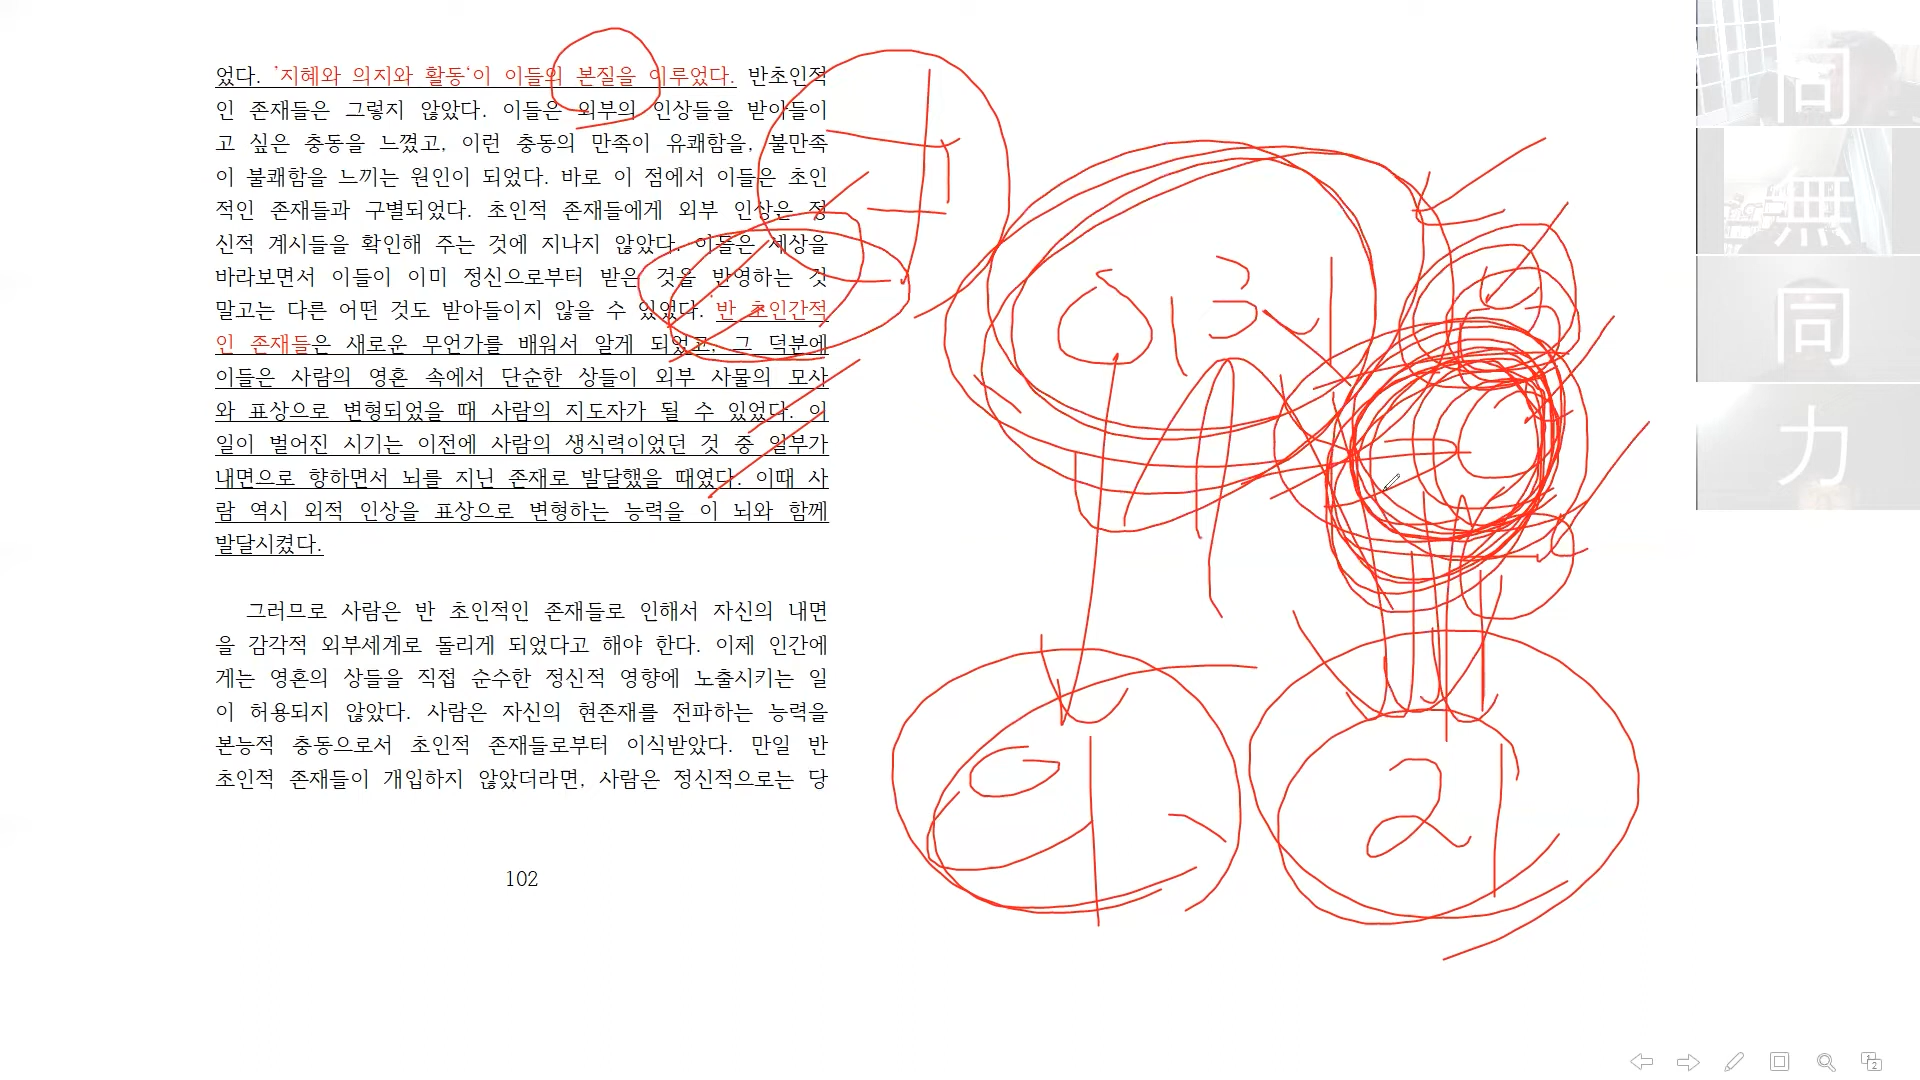 었다. '지혜와 의지와 활동'이 이들의 본질을 이루었다. 반초인적
인 존재들은 그렇지 않았다. 이들은 외부의 인상들을 받아들이
고 싶은 충동을 느꼈고, 이런 충동의 만족이 유쾌함을, 불만족
이 불쾌함을 느끼는 원인이 되었다. 바로 이 점에서 이들은 초인
적인 존재들과 구별되었다. 초인적 존재들에게 외부 인상은 정
신적 계시들을 확인해 주는 것에 지나지 않았다. 이들은 세상을
바라보면서 이들이 이미 정신으로부터 받은 것을 반영하는 것
말고는 다른 어떤 것도 받아들이지 않을 수 있었다. 반 초인간적
인 존재들은 새로운 무언가를 배워서 알게 되었고, 그 덕분에
이들은 사람의 영혼 속에서 단순한 상들이 외부 사물의 모사
와 표상으로 변형되었을 때 사람의 지도자가 될 수 있었다. 이
일이 벌어진 시기는 이전에 사람의 생식력이었던 것 중 일부가
내면으로 향하면서 뇌를 지닌 존재로 발달했을 때였다. 이때 사
람 역시 외적 인상을 표상으로 변형하는 능력을 이 뇌와 함께
발달시켰다.
그러므로 사람은 반 초인적인 존재들로 인해서 자신의 내면
을 감각적 외부세계로 돌리게 되었다고 해야 한다. 이제 인간에
게는 영혼의 상들을 직접 순수한 정신적 영향에 노출시키는 일
이 허용되지 않았다. 사람은 자신의 현존재를 전파하는 능력을
본능적 충동으로서 초인적 존재들로부터 이식받았다. 만일 반
초인적 존재들이 개입하지 않았더라면, 사람은 정신적으로는 당
102
同
無
同
力